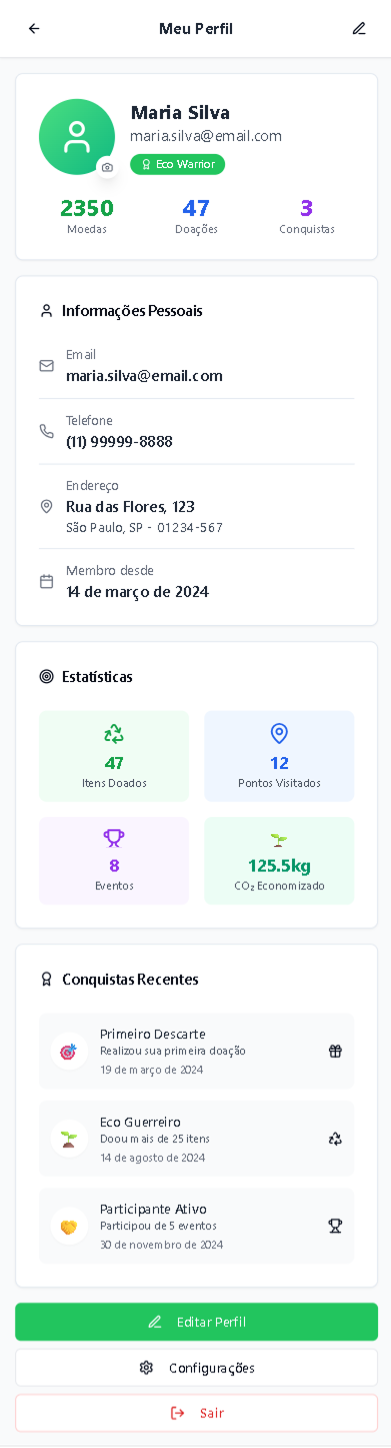 Meu Perfil
Maria Silva
maria.silva@email.com
Eco Warrior
2350 47 3
Moedas Doações Conquistas
Informações Pessoais
Email
maria.silva@email.com
Telefone
(11) 99999-8888
Endereço
Rua das Flores, 123
São Paulo, SP - 01234-567
Membro desde
14 de março de 2024
Estatísticas
47 12
Itens Doados Pontos Visitados
8 125.5kg
Eventos CO₂ Economizado
Conquistas Recentes
Primeiro Descarte
Realizou sua primeira doação
19 de março de 2024
Eco Guerreiro
Doou mais de 25 itens
14 de agosto de 2024
Participante Ativo
Participou de 5 eventos
30 de novembro de 2024
Editar Perfil
Configurações
Sair